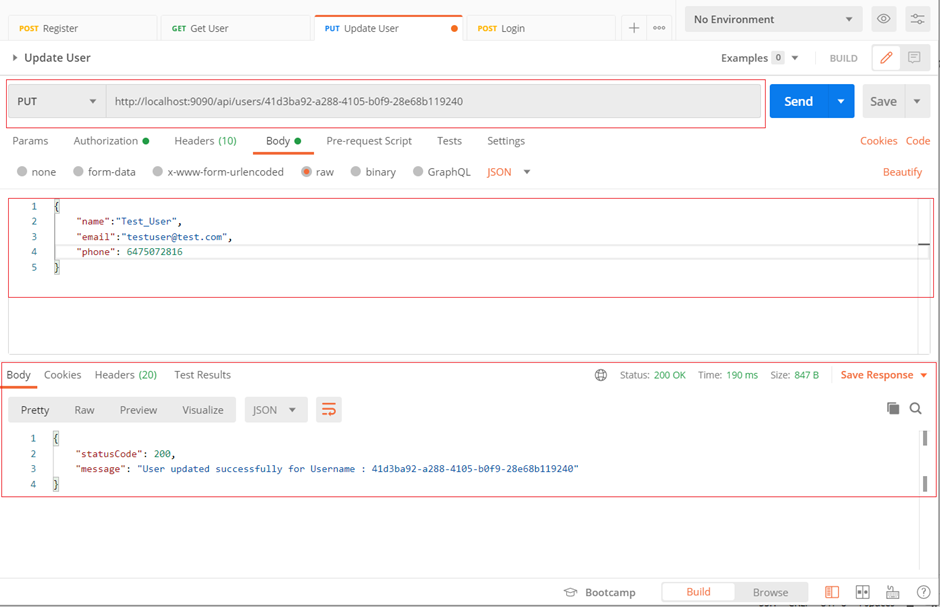 POST Register GET Get User PUT Update User POST Login No Environment
Update User Examples 0 BUILD
PUT http://localhost:9090/api/users/41d3ba92-a288-4105-b0f9-28e68b119240 Send Save
Params Authorization Headers (10) Body Pre-request Script Tests Settings Cookies Code
none form-data x-www-form-urlencoded raw binary GraphQL JSON Beautify
1 {
2 "name":"Test_User",
3 "email":"testuser@test.com",
4 "phone": 6475072816
5 }
Body Cookies Headers (20) Test Results Status: 200 OK Time: 190 ms Size: 847 B Save Response
Pretty Raw Preview Visualize JSON
1 {
2 "statusCode": 200,
3 "message": "User updated successfully for Username : 41d3ba92-a288-4105-b0f9-28e68b119240"
4 }
Bootcamp Build Browse